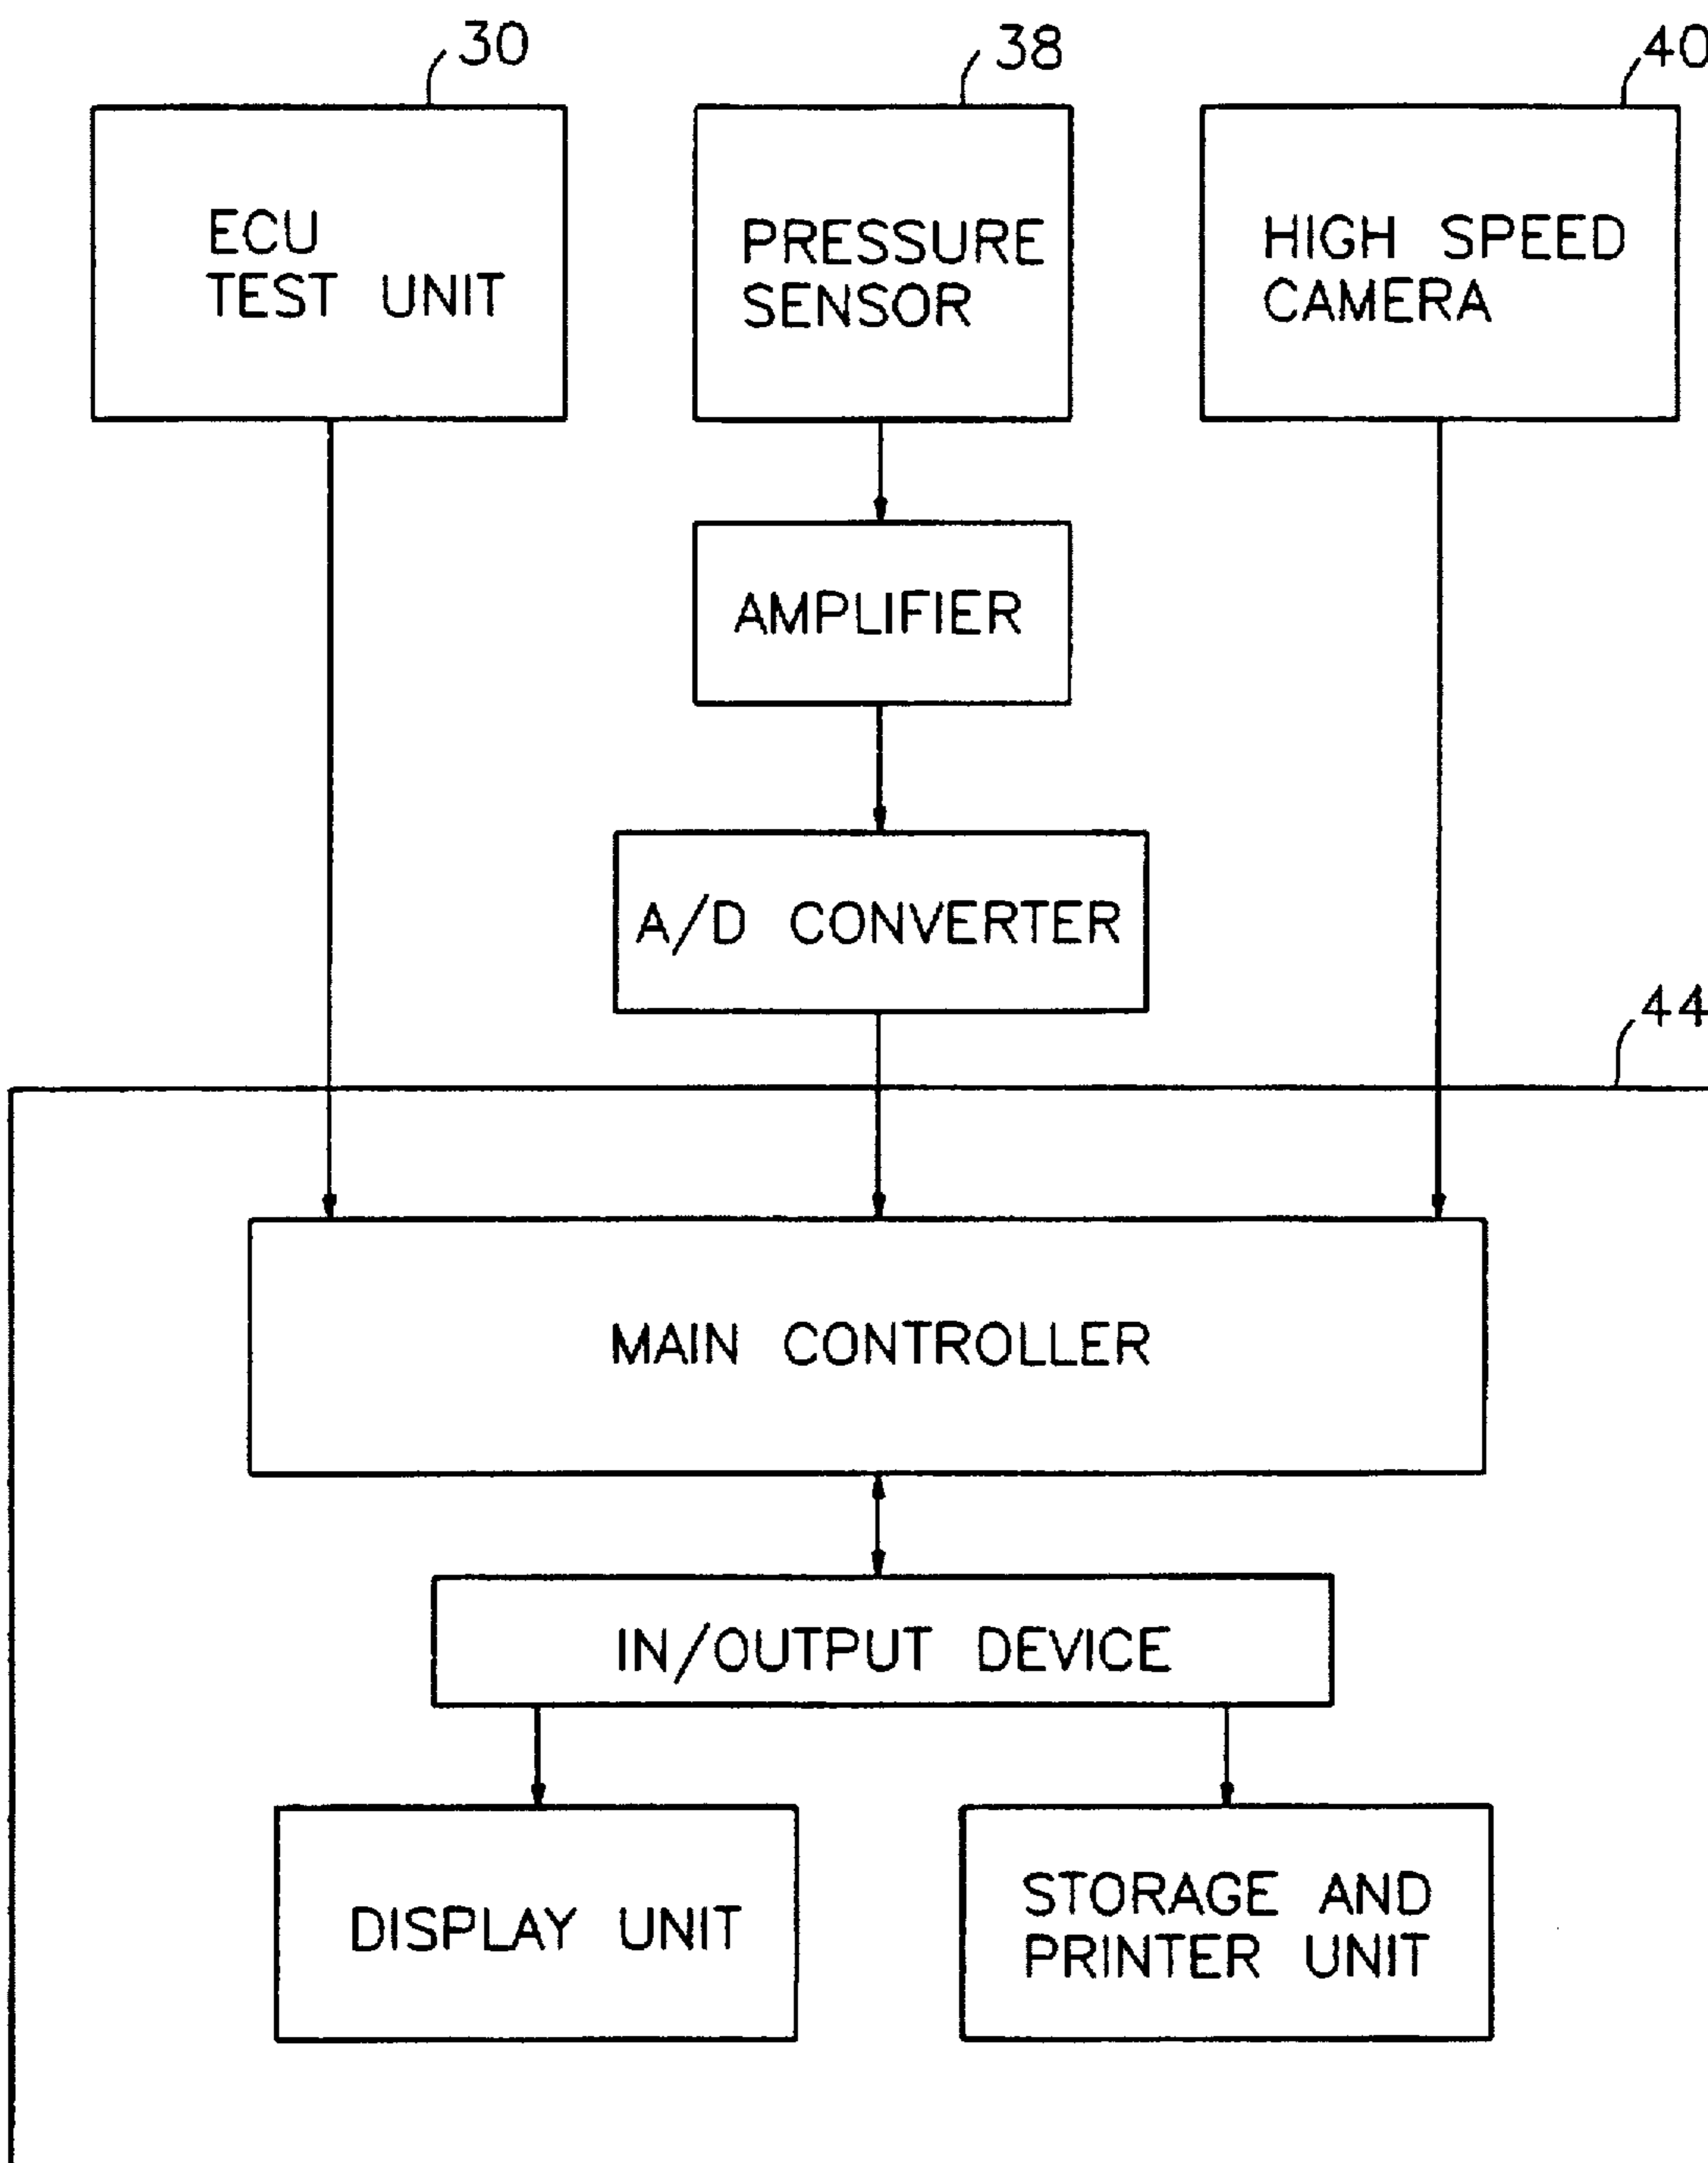 30
38
40
ECU
TEST UNIT
PRESSURE
SENSOR
HIGH SPEED
CAMERA
AMPLIFIER
A/D CONVERTER
44
MAIN CONTROLLER
IN/OUTPUT DEVICE
DISPLAY UNIT
STORAGE AND
PRINTER UNIT